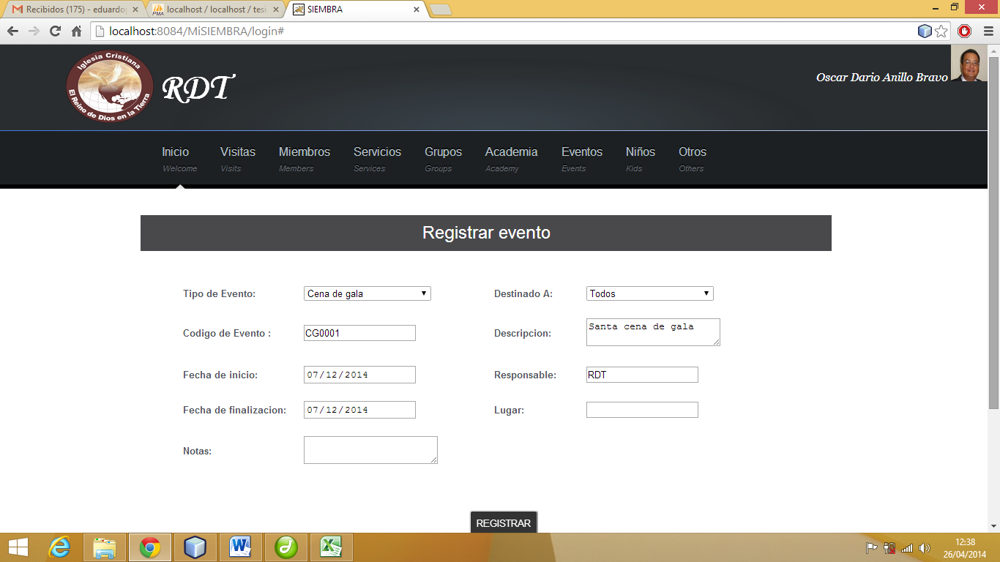 Recibidos (175) - eduardop
localhost / localhost / tesi
SIEMBRA
localhost:8084/MiSIEMBRA/login#
Iglesia Cristiana
El Reino de Dios en la Tierra
RDT
Oscar Dario Anillo Bravo
Inicio Visitas Miembros Servicios Grupos Academia Eventos Niños Otros
Welcome Visits Members Services Groups Academy Events Kids Others
Registrar evento
Tipo de Evento: Cena de gala Destinado A: Todos
Codigo de Evento : CG0001 Descripcion: Santa cena de gala
Fecha de inicio: 07/12/2014 Responsable: RDT
Fecha de finalizacion: 07/12/2014 Lugar:
Notas:
REGISTRAR
12:38
26/04/2014